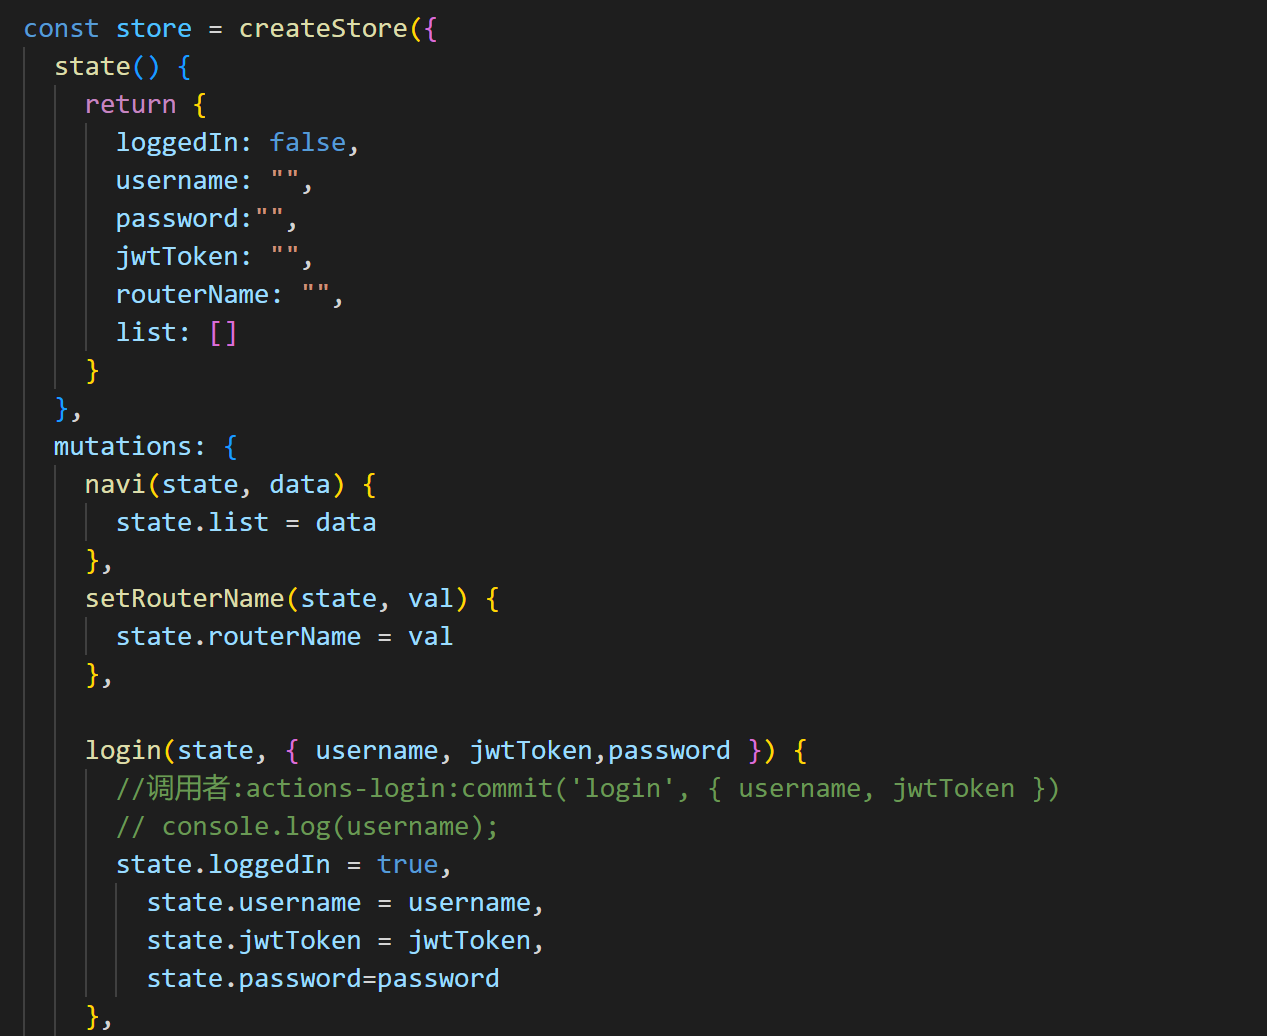 const store = createStore({
  state() {
    return {
      loggedIn: false,
      username: "",
      password:"",
      jwtToken: "",
      routerName: "",
      list: []
    }
  },
  mutations: {
    navi(state, data) {
      state.list = data
    },
    setRouterName(state, val) {
      state.routerName = val
    },

    login(state, { username, jwtToken,password }) {
      //调用者:actions-login:commit('login', { username, jwtToken })
      // console.log(username);
      state.loggedIn = true,
        state.username = username,
        state.jwtToken = jwtToken,
        state.password=password
    },